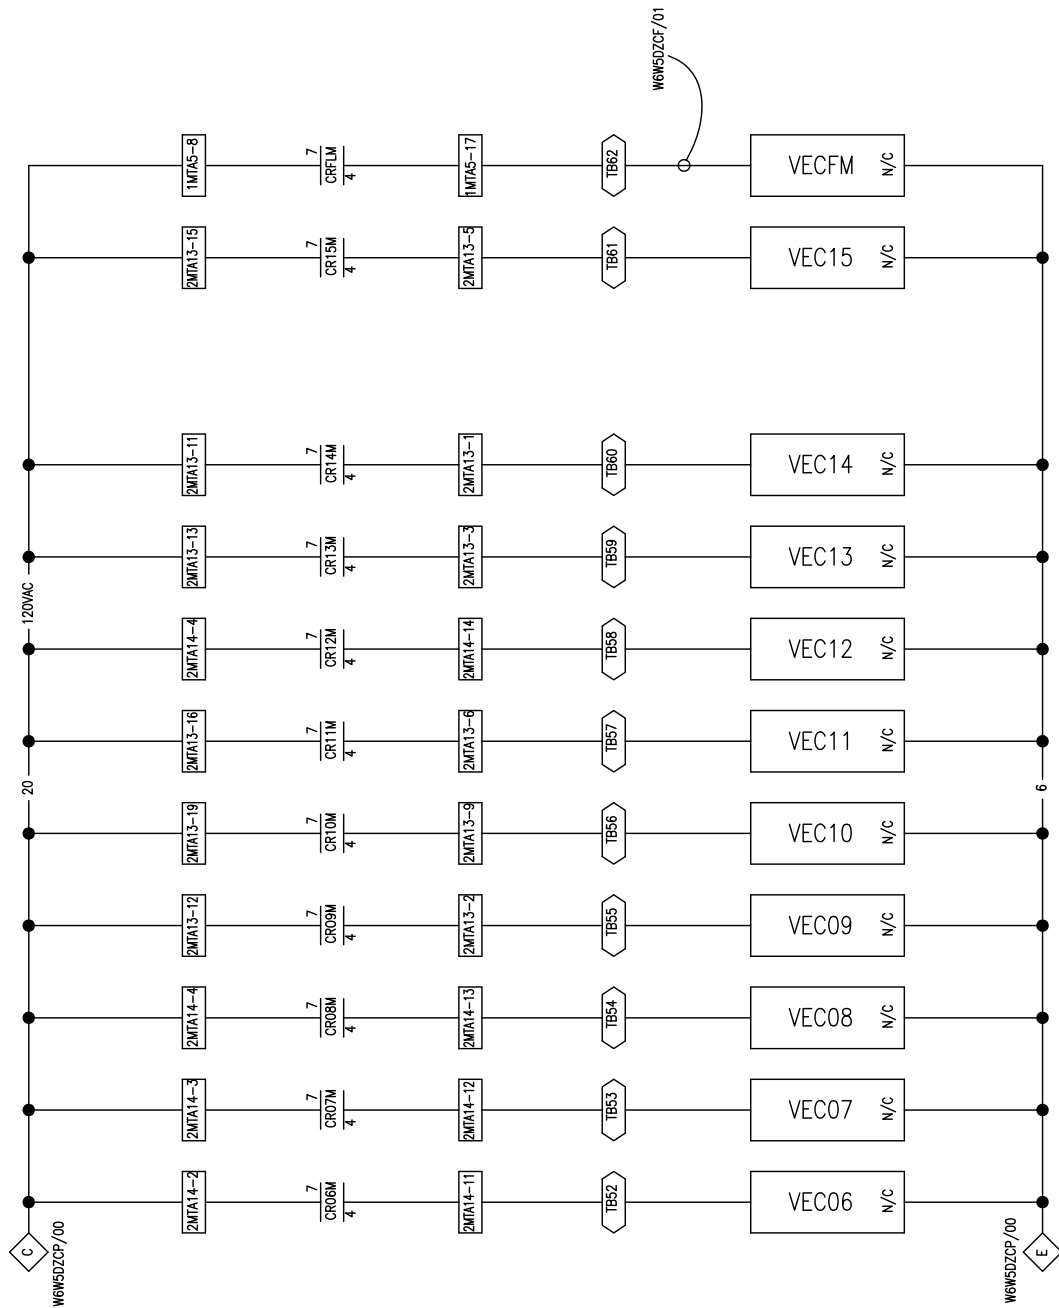 W6W5DZCF/01
1MTA5-8
7
CRFLM
4
1MTA5-17
TB62
VECFM
N/C
2MTA13-15
7
CR15M
4
2MTA13-5
TB61
VEC15
N/C
2MTA13-11
7
CR14M
4
2MTA13-1
TB60
VEC14
N/C
2MTA13-13
7
CR13M
4
2MTA13-3
TB59
VEC13
N/C
120VAC
2MTA14-4
7
CR12M
4
2MTA14-14
TB58
VEC12
N/C
2MTA13-16
7
CR11M
4
2MTA13-6
TB57
VEC11
N/C
20
6
2MTA13-19
7
CR10M
4
2MTA13-9
TB56
VEC10
N/C
2MTA13-12
7
CR09M
4
2MTA13-2
TB55
VEC09
N/C
2MTA14-4
7
CR08M
4
2MTA14-13
TB54
VEC08
N/C
2MTA14-3
7
CR07M
4
2MTA14-12
TB53
VEC07
N/C
2MTA14-2
7
CR06M
4
2MTA14-11
TB52
VEC06
N/C
C
W6W5DZCP/00
W6W5DZCP/00
E